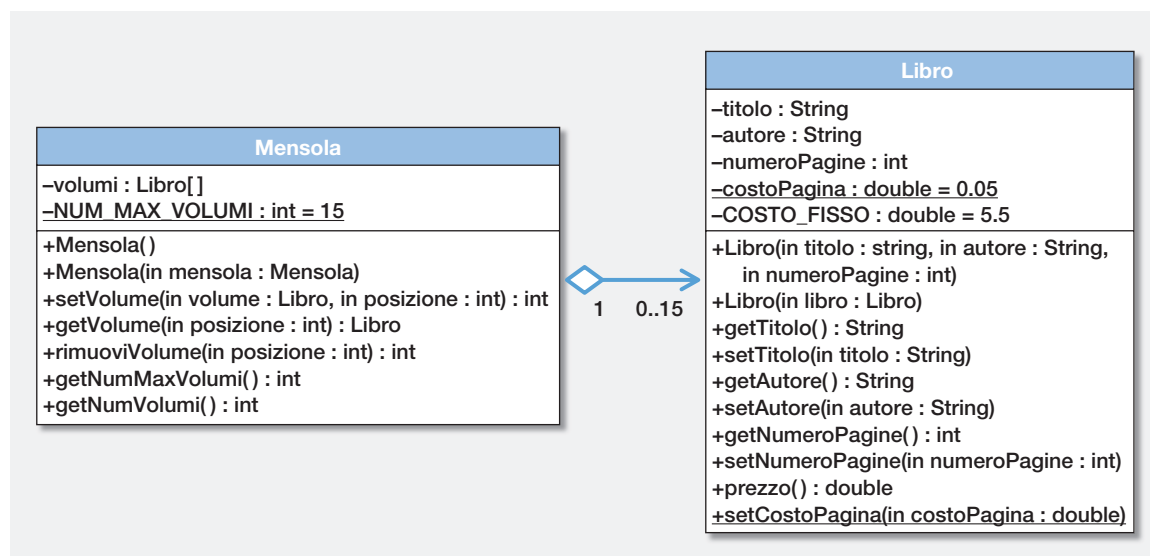 Mensola
–volumi : Libro[ ]
–NUM_MAX_VOLUMI : int = 15
+Mensola( )
+Mensola(in mensola : Mensola)
+setVolume(in volume : Libro, in posizione : int) : int
+getVolume(in posizione : int) : Libro
+rimuoviVolume(in posizione : int) : int
+getNumMaxVolumi( ) : int
+getNumVolumi( ) : int
1 0..15
Libro
–titolo : String
–autore : String
–numeroPagine : int
–costoPagina : double = 0.05
–COSTO_FISSO : double = 5.5
+Libro(in titolo : string, in autore : String,
in numeroPagine : int)
+Libro(in libro : Libro)
+getTitolo( ) : String
+setTitolo(in titolo : String)
+getAutore( ) : String
+setAutore(in autore : String)
+getNumeroPagine( ) : int
+setNumeroPagine(in numeroPagine : int)
+prezzo( ) : double
+setCostoPagina(in costoPagina : double)